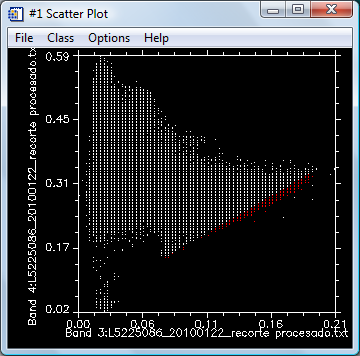 #1 Scatter Plot
File Class Options Help
Band 4:L5225086_20100122_recorte procesado.txt
0.59
0.45
0.31
0.17
0.02
0.00 0.06 0.11 0.16 0.21
Band 3:L5225086_20100122_recorte procesado.txt